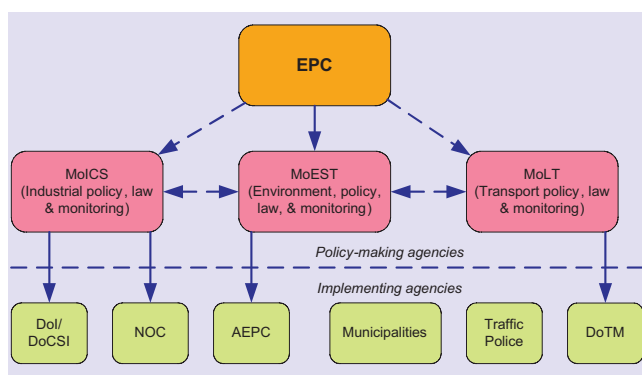 EPC
MoICS
(Industrial policy, law
& monitoring)
MoEST
(Environment, policy,
law, & monitoring)
MoLT
(Transport policy, law
& monitoring)
Policy-making agencies
Implementing agencies
DoI/
DoCSI
NOC
AEPC
Municipalities
Traffic
Police
DoTM